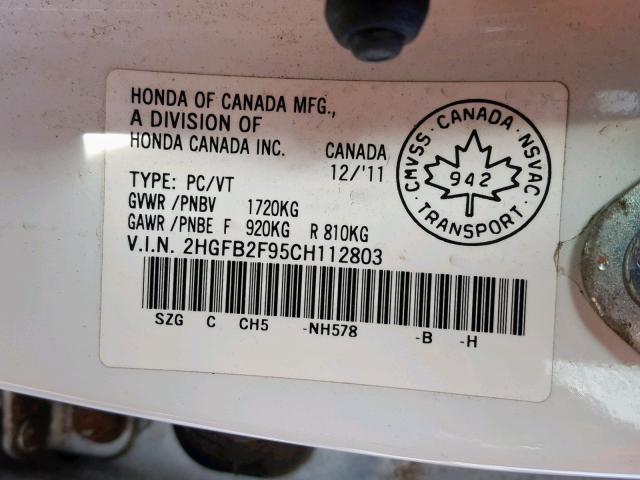 HONDA OF CANADA MFG.,
A DIVISION OF
HONDA CANADA INC. CANADA
12/'11
TYPE: PC/VT
GVWR/PNBV 1720KG
GAWR/PNBE F 920KG R 810KG
V.I.N. 2HGFB2F95CH112803
SZG C CH5 -NH578 -B -H
CMVSS · CANADA · NSVAC
942
TRANSPORT